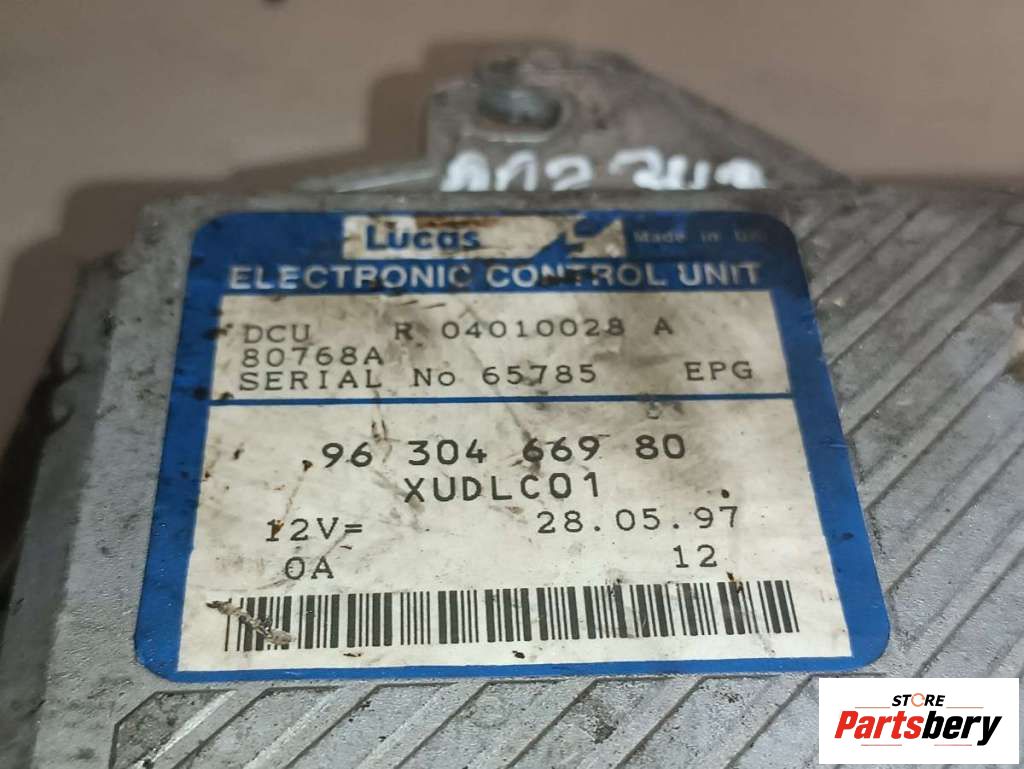 Lucas Made in UK
ELECTRONIC CONTROL UNIT
DCU R 04010028 A
80768A
SERIAL No 65785 EPG
96 304 669 80
XUDLC01
12V= 28.05.97
0A 12
STORE
Partsbery